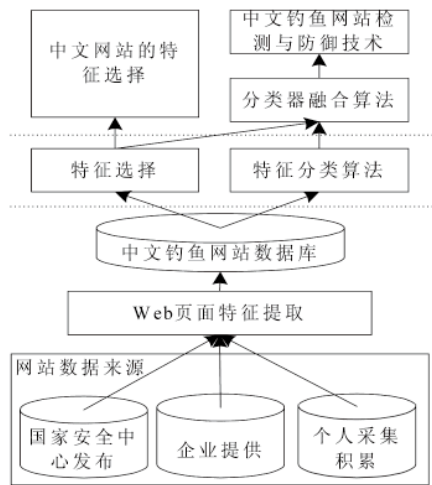 中文网站的特
征选择
中文钓鱼网站检
测与防御技术
分类器融合算法
特征选择
特征分类算法
中文钓鱼网站数据库
Web页面特征提取
网站数据来源
国家安全中
心发布
企业提供
个人采集
积累